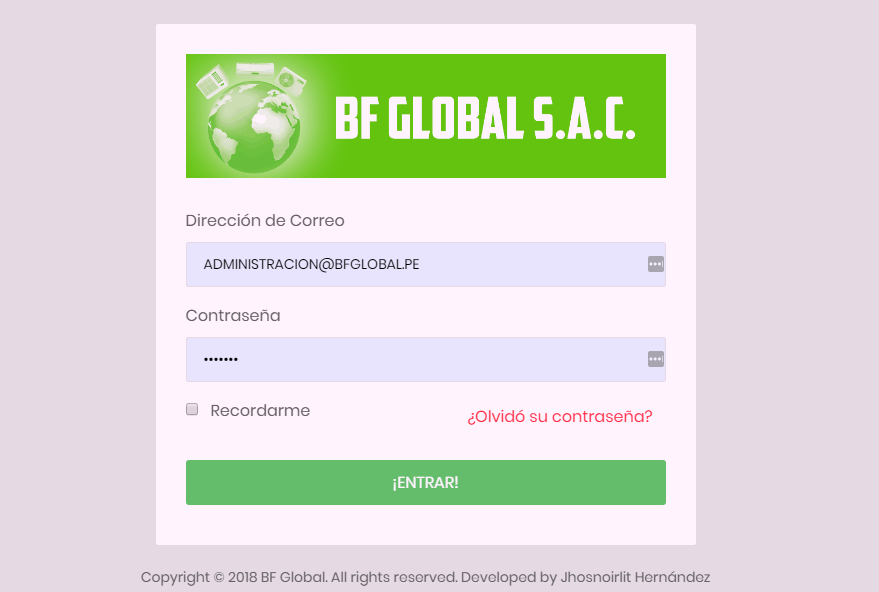 BF GLOBAL S.A.C.
Dirección de Correo
ADMINISTRACION@BFGLOBAL.PE
Contraseña
•••••••
Recordarme
¿Olvidó su contraseña?
¡ENTRAR!
Copyright © 2018 BF Global. All rights reserved. Developed by Jhosnoirlit Hernández